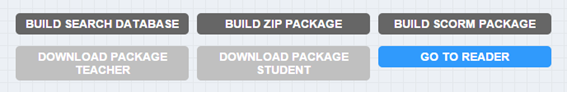 BUILD SEARCH DATABASE
BUILD ZIP PACKAGE
BUILD SCORM PACKAGE
DOWNLOAD PACKAGE
TEACHER
DOWNLOAD PACKAGE
STUDENT
GO TO READER